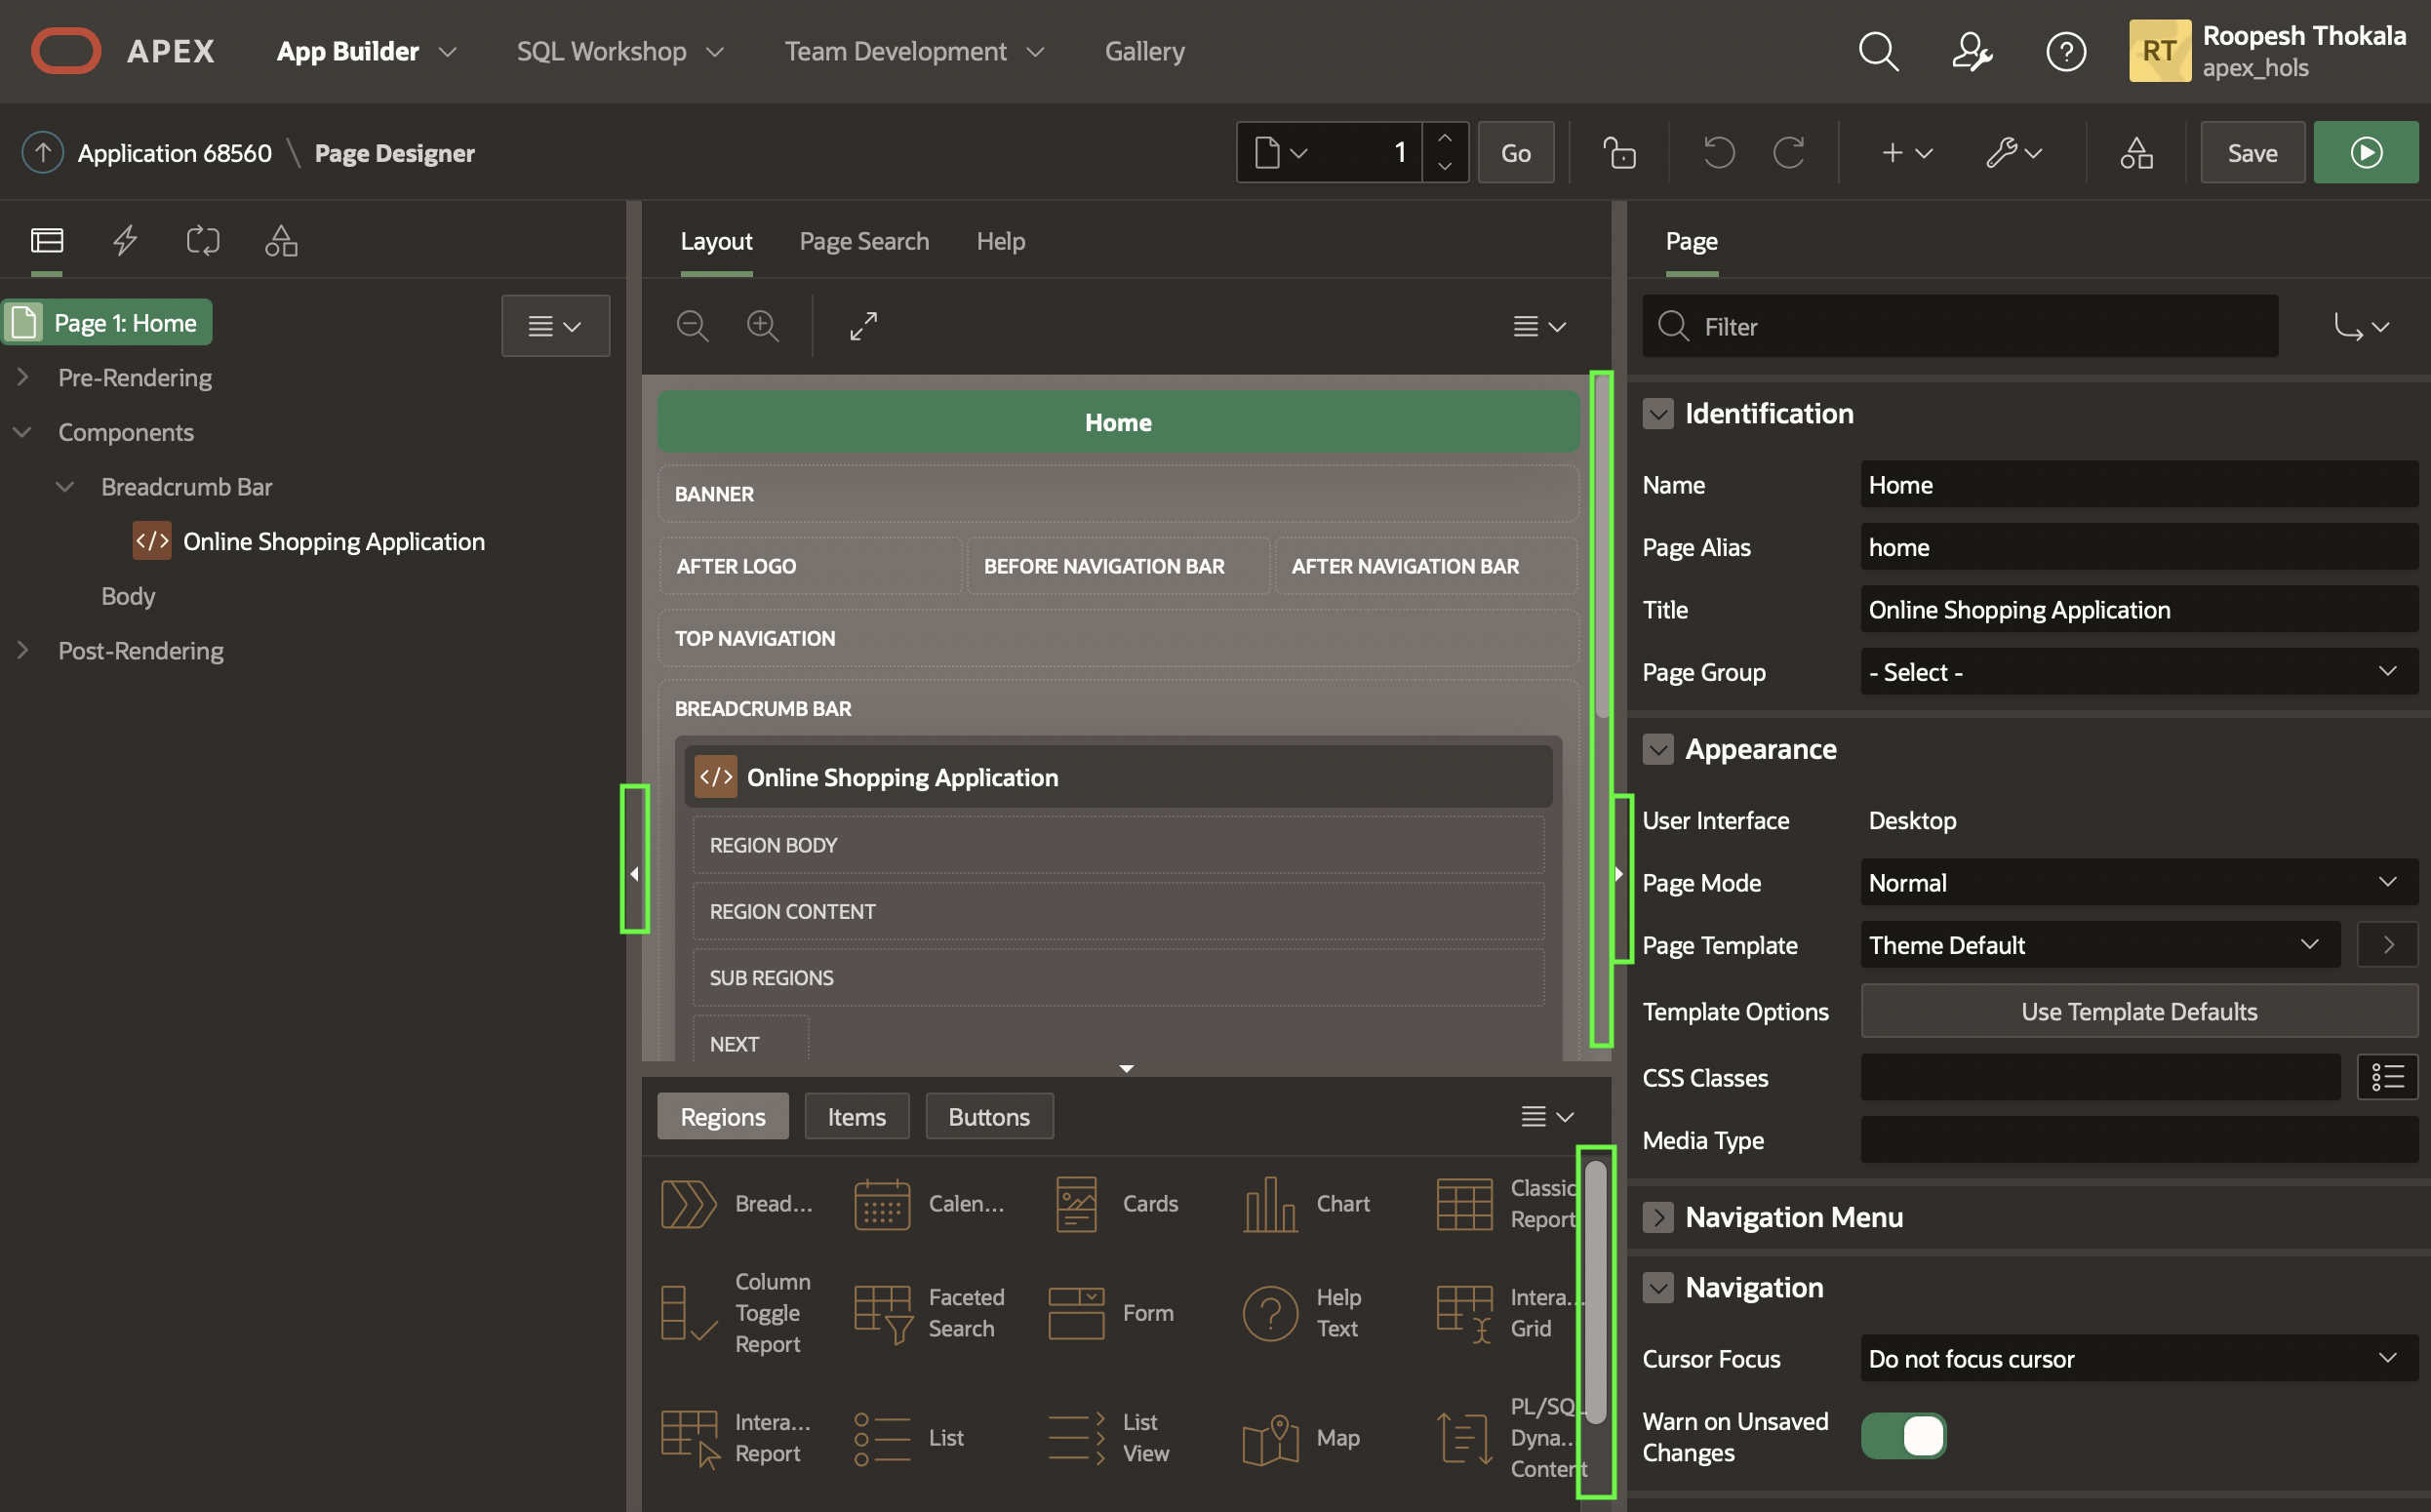 APEX
App Builder
SQL Workshop
Team Development
Gallery
RT
Roopesh Thokala
apex_hols
Application 68560 \ Page Designer
1
Go
Save
Page 1: Home
Pre-Rendering
Components
Breadcrumb Bar
</> Online Shopping Application
Body
Post-Rendering
Layout
Page Search
Help
Home
BANNER
AFTER LOGO
BEFORE NAVIGATION BAR
AFTER NAVIGATION BAR
TOP NAVIGATION
BREADCRUMB BAR
</> Online Shopping Application
REGION BODY
REGION CONTENT
SUB REGIONS
NEXT
Regions
Items
Buttons
Bread...
Calen...
Cards
Chart
Classic
Report
Column
Toggle
Report
Faceted
Search
Form
Help
Text
Intera...
Grid
Intera...
Report
List
List
View
Map
PL/SQL
Dyna...
Content
Page
Filter
Identification
Name
Home
Page Alias
home
Title
Online Shopping Application
Page Group
- Select -
Appearance
User Interface
Desktop
Page Mode
Normal
Page Template
Theme Default
Template Options
Use Template Defaults
CSS Classes
Media Type
Navigation Menu
Navigation
Cursor Focus
Do not focus cursor
Warn on Unsaved
Changes